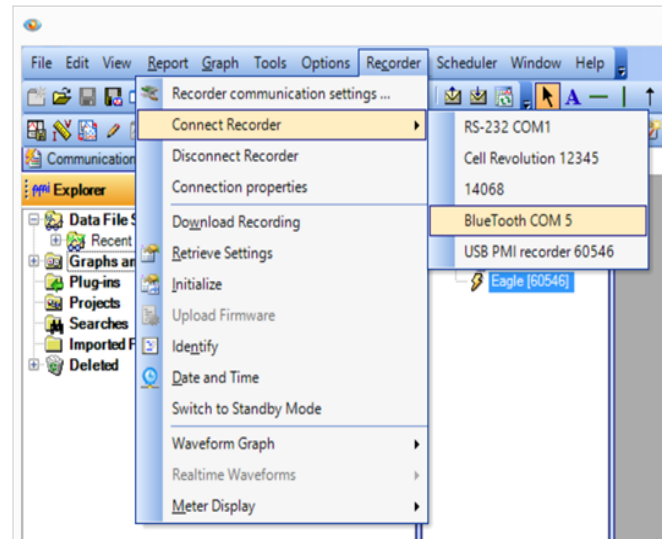 File Edit View Report Graph Tools Options Recorder Scheduler Window Help
Recorder communication settings ...
Connect Recorder
Disconnect Recorder
Connection properties
Download Recording
Retrieve Settings
Initialize
Upload Firmware
Identify
Date and Time
Switch to Standby Mode
Waveform Graph
Realtime Waveforms
Meter Display
RS-232 COM1
Cell Revolution 12345
14068
BlueTooth COM 5
USB PMI recorder 60546
Eagle [60546]
A
Communication
pmi Explorer
Data File S
Recent
Graphs an
Plug-ins
Projects
Searches
Imported F
Deleted